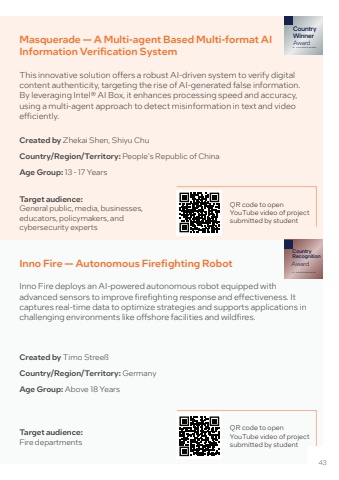 Country
Winner
Award
Masquerade — A Multi-agent Based Multi-format AI
Information Verification System
This innovative solution offers a robust AI-driven system to verify digital
content authenticity, targeting the rise of AI-generated false information.
By leveraging Intel® AI Box, it enhances processing speed and accuracy,
using a multi-agent approach to detect misinformation in text and video
efficiently.
Created by Zhekai Shen, Shiyu Chu
Country/Region/Territory: People's Republic of China
Age Group: 13 - 17 Years
Target audience:
General public, media, businesses,
educators, policymakers, and
cybersecurity experts
QR code to open
YouTube video of project
submitted by student
Country
Recognition
Award
Inno Fire — Autonomous Firefighting Robot
Inno Fire deploys an AI-powered autonomous robot equipped with
advanced sensors to improve firefighting response and effectiveness. It
captures real-time data to optimize strategies and supports applications in
challenging environments like offshore facilities and wildfires.
Created by Timo Streeß
Country/Region/Territory: Germany
Age Group: Above 18 Years
Target audience:
Fire departments
QR code to open
YouTube video of project
submitted by student
43